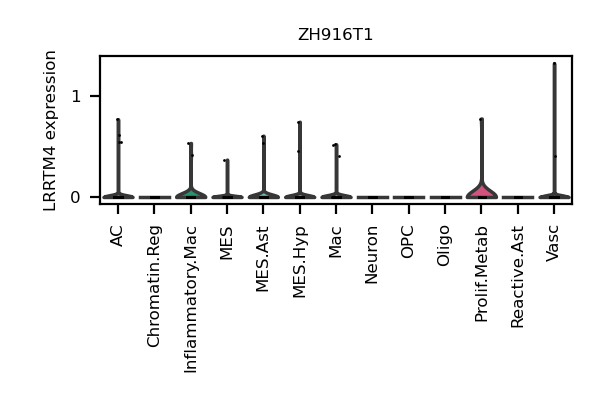 ZH916T1
LRRTM4 expression
1
0
AC
Chromatin.Reg
Inflammatory.Mac
MES
MES.Ast
MES.Hyp
Mac
Neuron
OPC
Oligo
Prolif.Metab
Reactive.Ast
Vasc